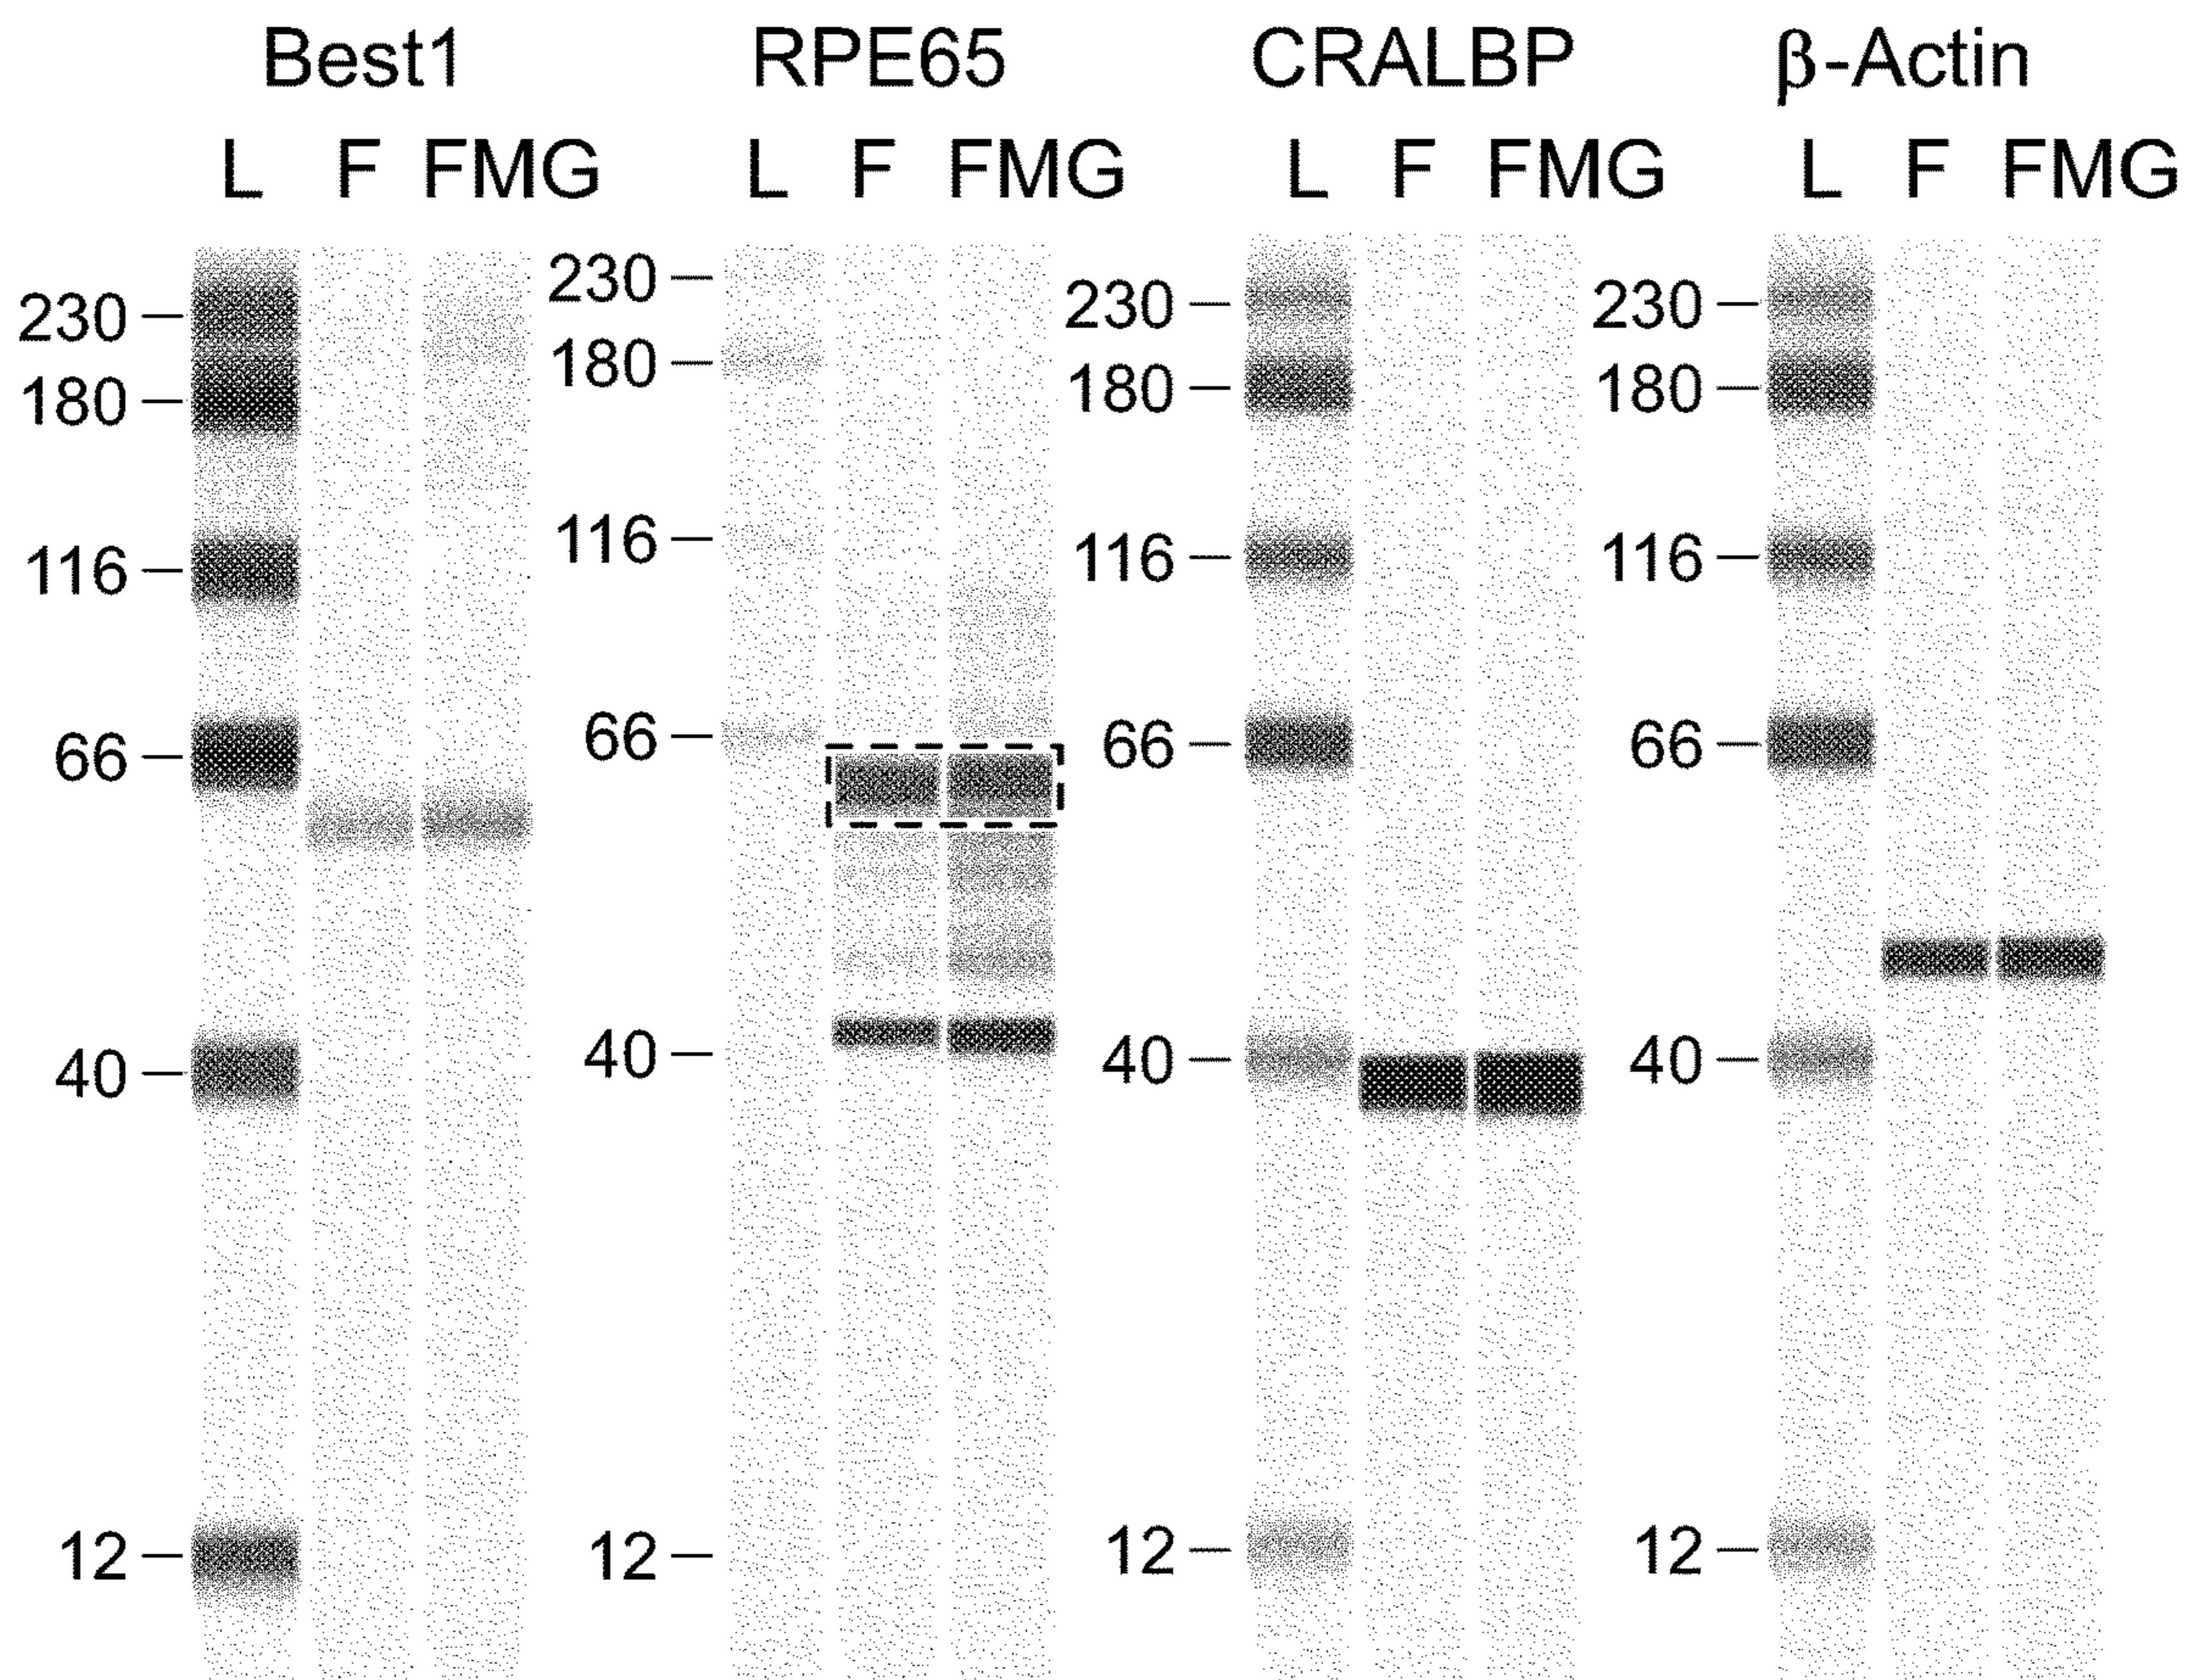 Best1 RPE65 CRALBP β-Actin
L F FMG L F FMG L F FMG L F FMG
230 230 230 230
180 180 180 180
116 116 116 116
66 66 66 66
40 40 40 40
12 12 12 12